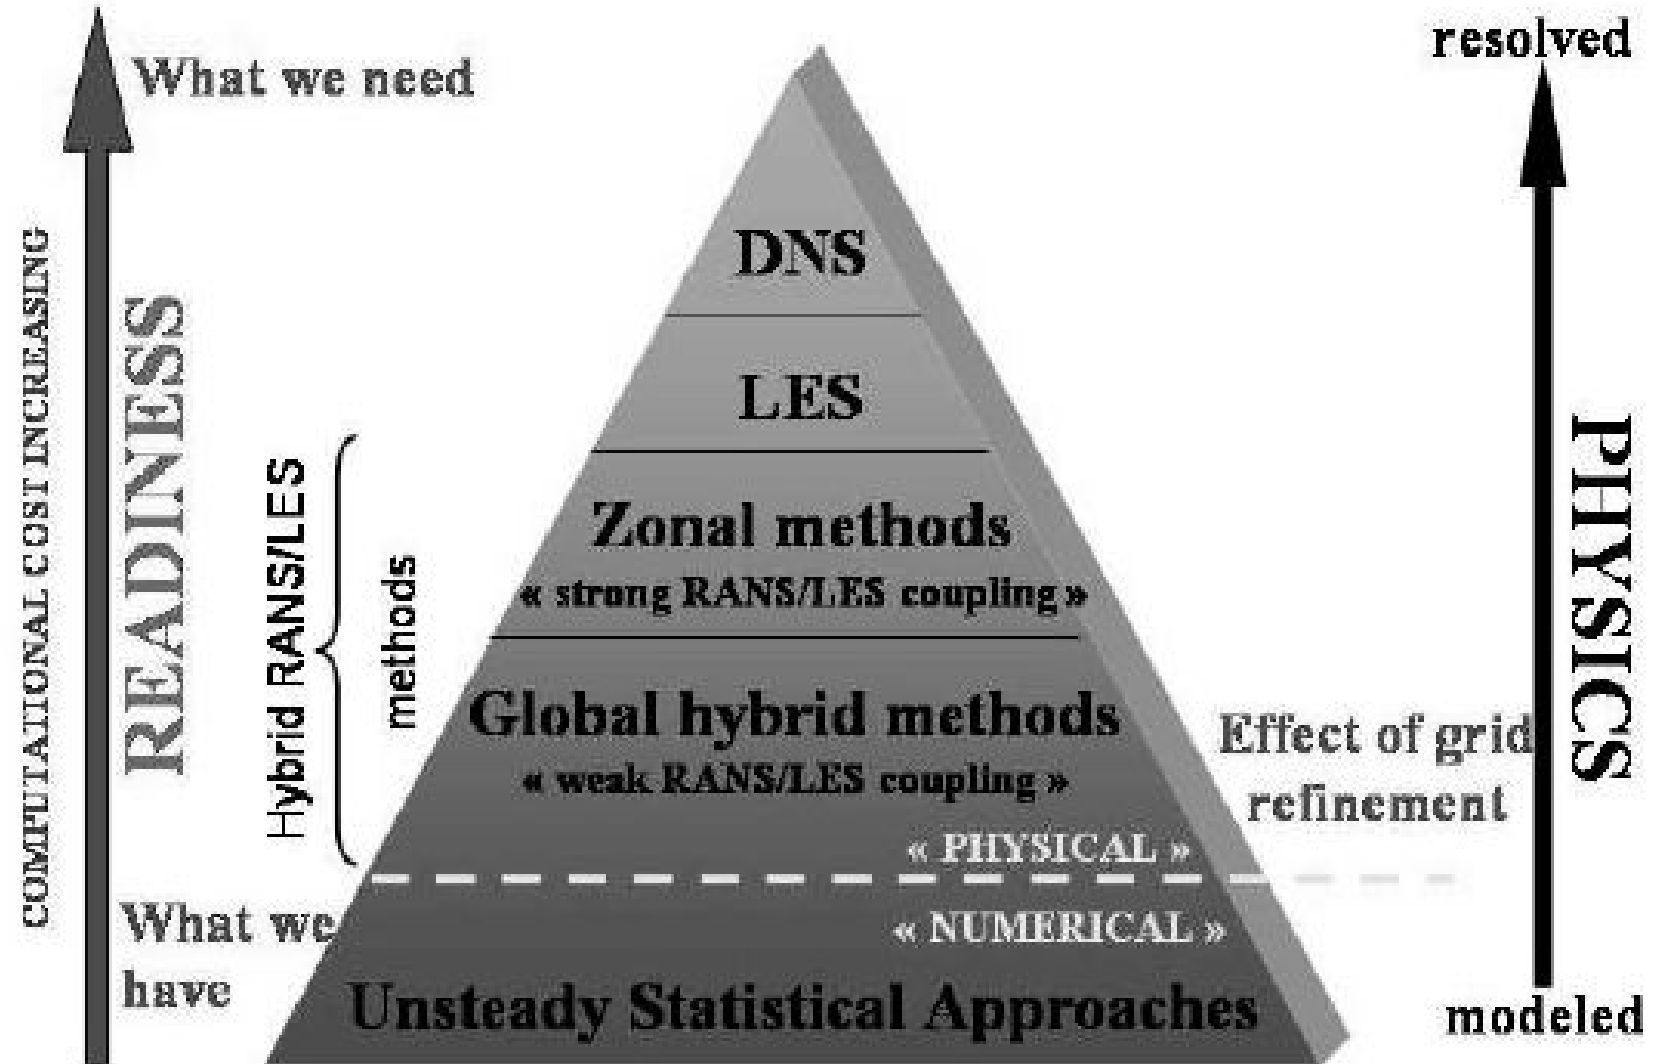 What we need
COMPUTATIONAL COST INCREASING
READINESS
What we
have
Hybrid RANS/LES
methods
DNS
LES
Zonal methods
« strong RANS/LES coupling »
Global hybrid methods
« weak RANS/LES coupling »
« PHYSICAL »
« NUMERICAL »
Unsteady Statistical Approaches
Effect of grid
refinement
resolved
PHYSICS
modeled